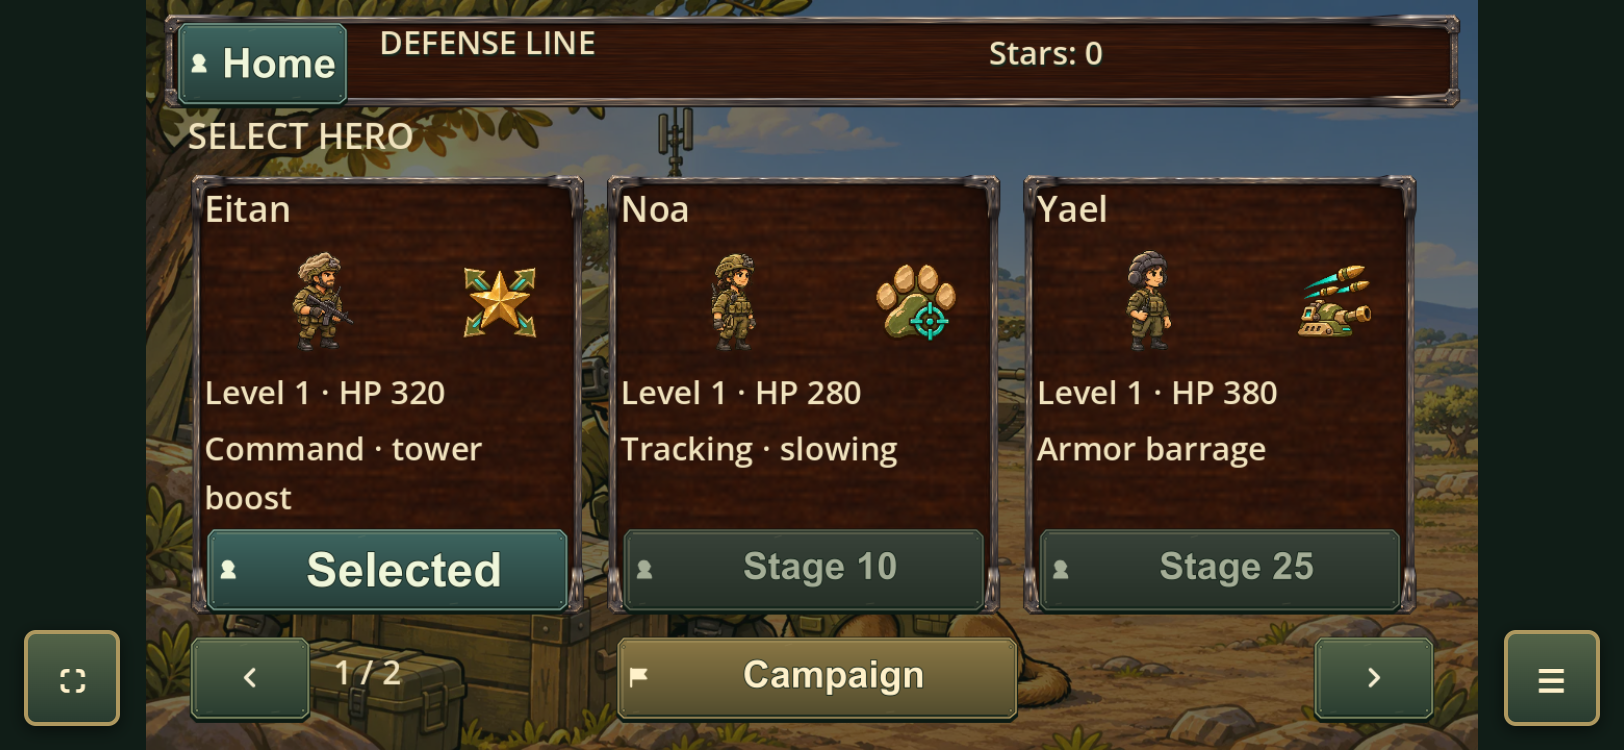 Home
DEFENSE LINE
Stars: 0
SELECT HERO
Eitan
Level 1 · HP 320
Command · tower
boost
Selected
Noa
Level 1 · HP 280
Tracking · slowing
Stage 10
Yael
Level 1 · HP 380
Armor barrage
Stage 25
1 / 2
Campaign